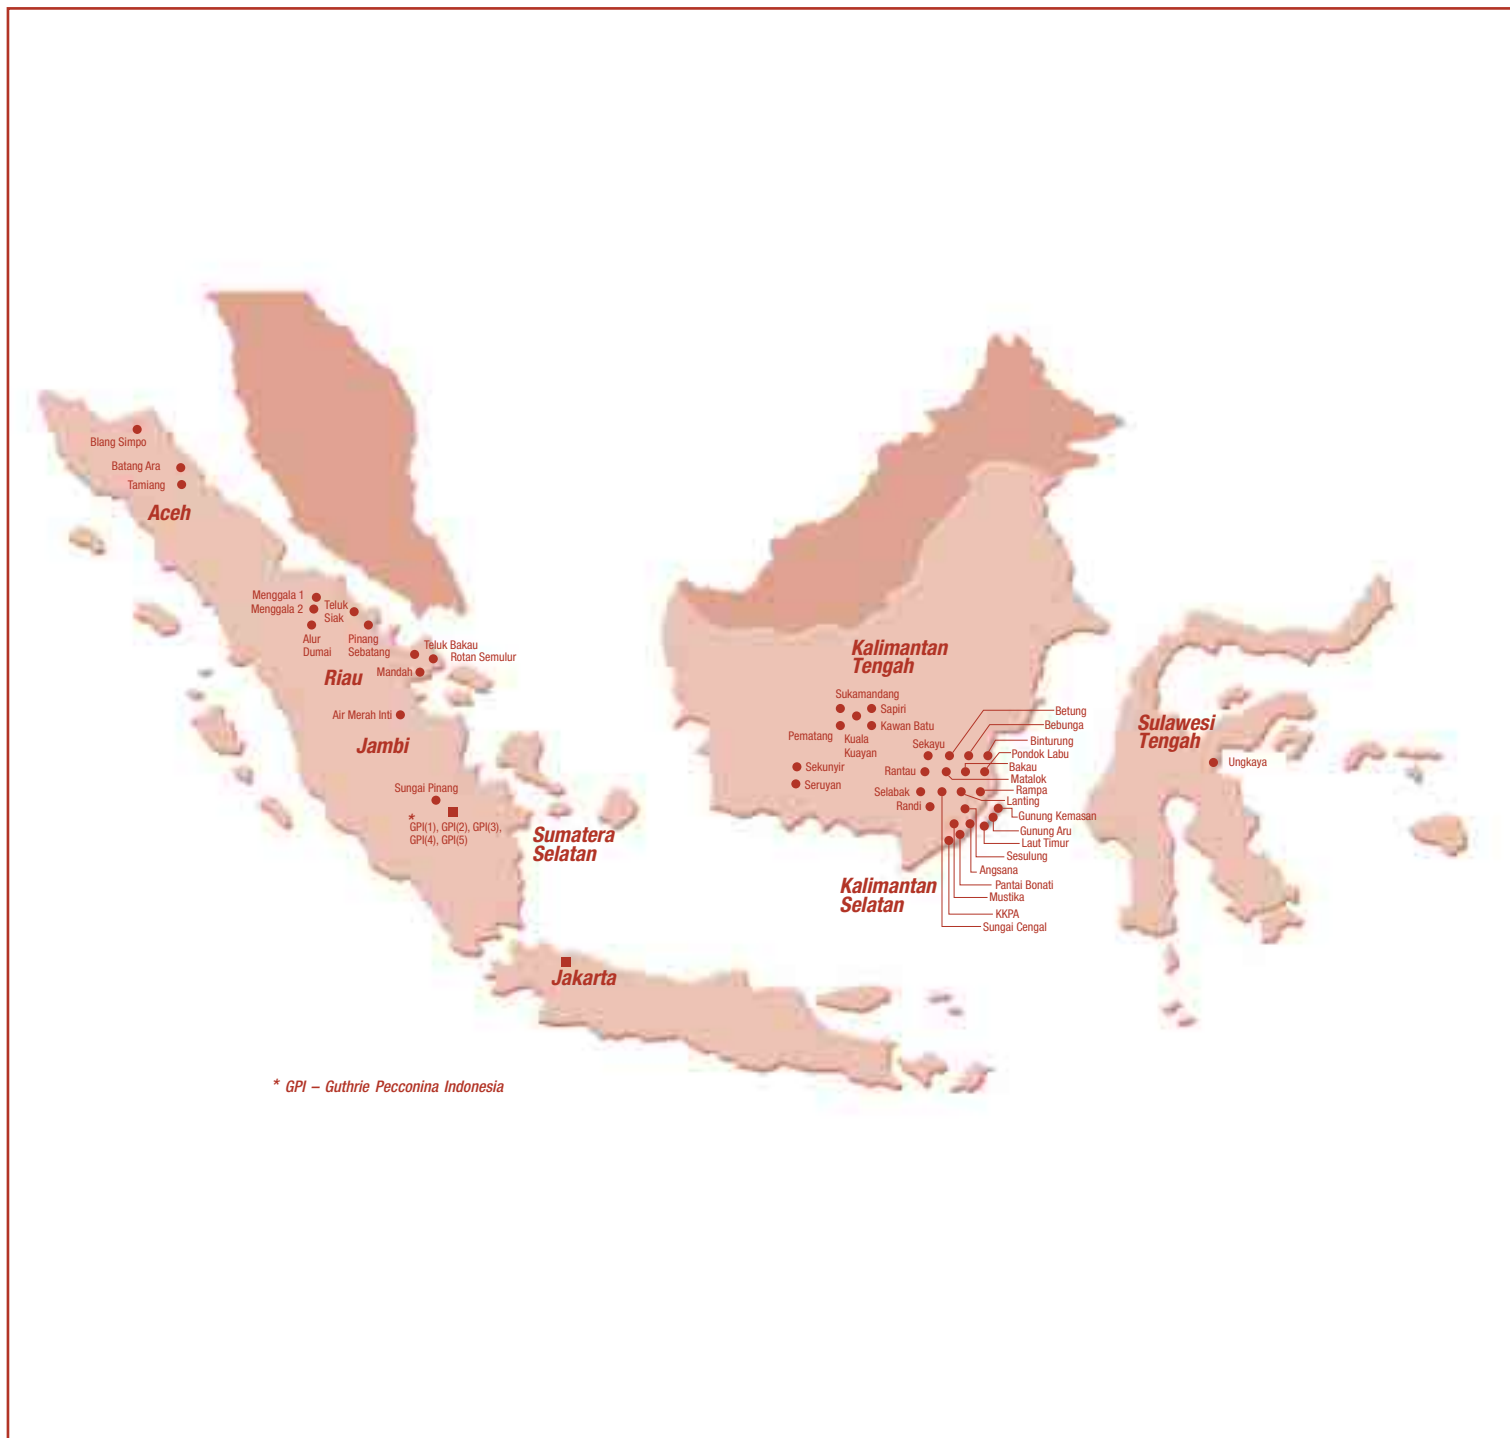 Blang Simpo
Batang Ara
Tamiang
Aceh
Menggala 1
Menggala 2
Teluk
Siak
Alur
Dumai
Pinang
Sebatang
Teluk Bakau
Rotan Semulur
Mandah
Riau
Air Merah Inti
Jambi
Sungai Pinang
*
GPI(1), GPI(2), GPI(3),
GPI(4), GPI(5)
Sumatera
Selatan
Jakarta
Kalimantan
Tengah
Sukamandang
Sapiri
Pematang
Kuala
Kuayan
Kawan Batu
Sekunyir
Seruyan
Sekayu
Rantau
Selabak
Randi
Betung
Bebunga
Binturung
Pondok Labu
Bakau
Matalok
Rampa
Lanting
Gunung Kemasan
Gunung Aru
Laut Timur
Sesulung
Angsana
Pantai Bonati
Mustika
KKPA
Sungai Cengal
Kalimantan
Selatan
Sulawesi
Tengah
Ungkaya
* GPI – Guthrie Pecconina Indonesia